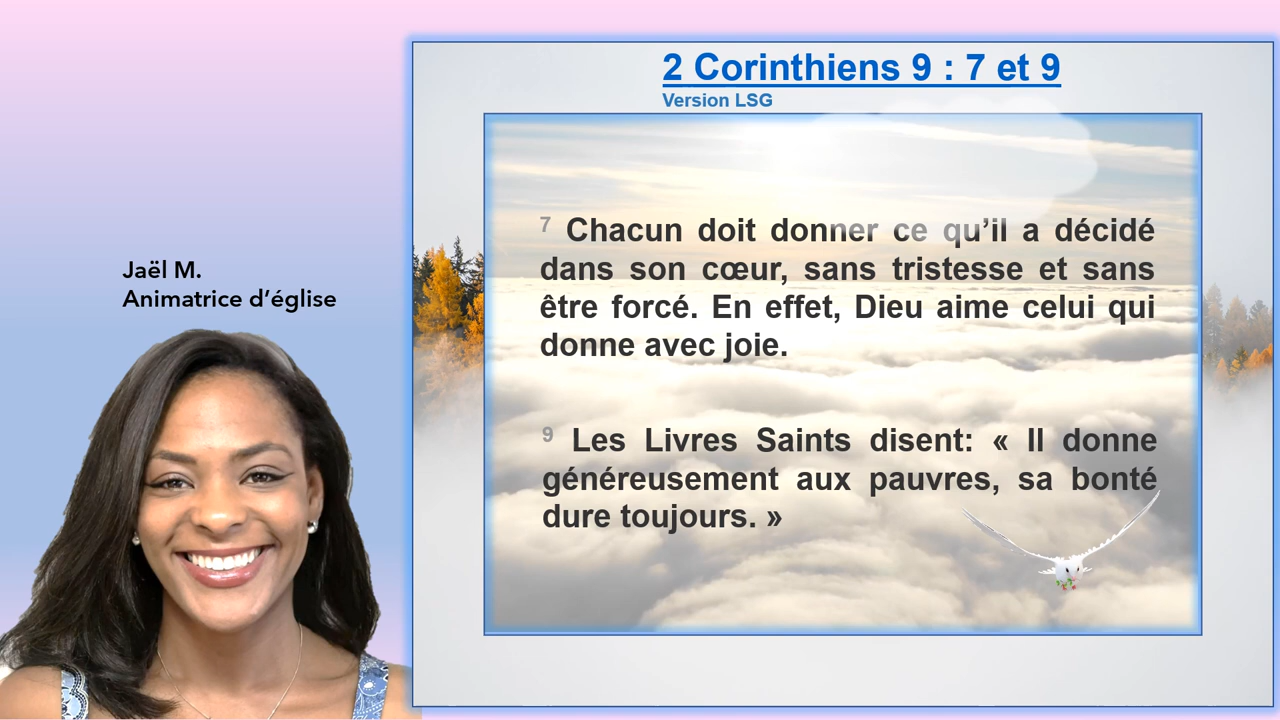 2 Corinthiens 9 : 7 et 9
Version LSG
7 Chacun doit donner ce qu’il a décidé
dans son cœur, sans tristesse et sans
être forcé. En effet, Dieu aime celui qui
donne avec joie.
9 Les Livres Saints disent: « Il donne
généreusement aux pauvres, sa bonté
dure toujours. »
Jaël M.
Animatrice d’église